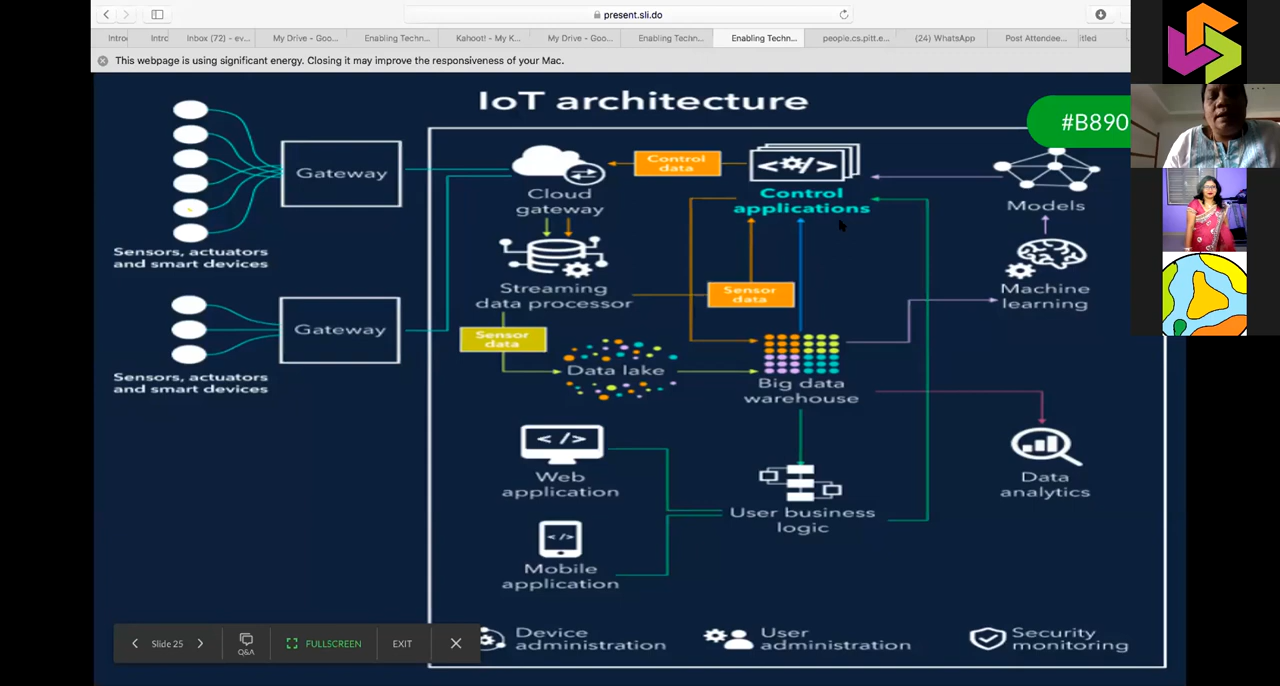 present.sli.do
Intro
Intro
Inbox (72) - ev...
My Drive - Goo...
Enabling Techn...
Kahoot! - My K...
My Drive - Goo...
Enabling Techn...
Enabling Techn...
people.cs.pitt.e...
(24) WhatsApp
Post Attendee...
itled
This webpage is using significant energy. Closing it may improve the responsiveness of your Mac.
IoT architecture
#B890
Gateway
Sensors, actuators
and smart devices
Gateway
Sensors, actuators
and smart devices
Cloud
gateway
Control
data
</>
Control
applications
Models
Streaming
data processor
Sensor
data
Machine
learning
Sensor
data
Data lake
Big data
warehouse
</>
Web
application
User business
logic
Data
analytics
</>
Mobile
application
Device
administration
User
administration
Security
monitoring
Slide 25
Q&A
FULLSCREEN
EXIT